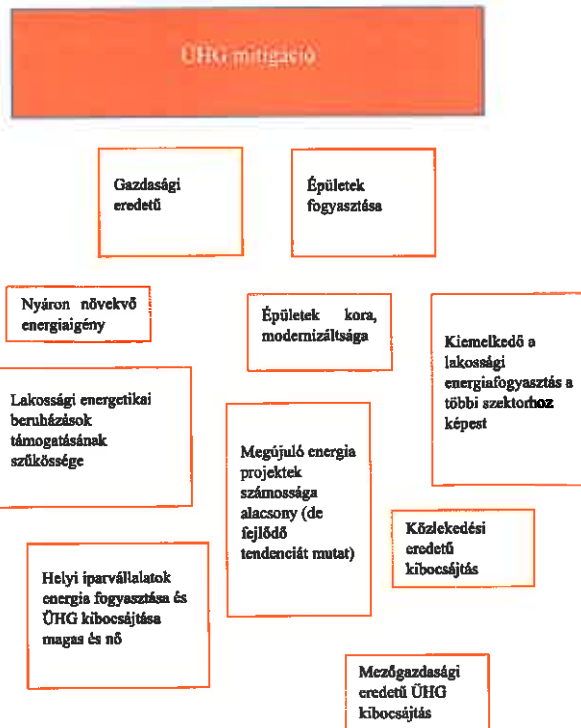 ÜHG mitigáció
Gazdasági
eredetű
Épületek
fogyasztása
Nyáron növekvő
energiaigény
Épületek kora,
modernizáltsága
Kiemelkedő a
lakossági
energiafogyasztás a
többi szektorhoz
képest
Lakossági energetikai
beruházások
támogatásának
szűkössége
Megújuló energia
projektek
számossága
alacsony (de
fejlődő
tendenciát mutat)
Közlekedési
eredetű
kibocsájtás
Helyi iparvállalatok
energia fogyasztása és
ÜHG kibocsájtása
magas és nő
Mezőgazdasági
eredetű ÜHG
kibocsájtás